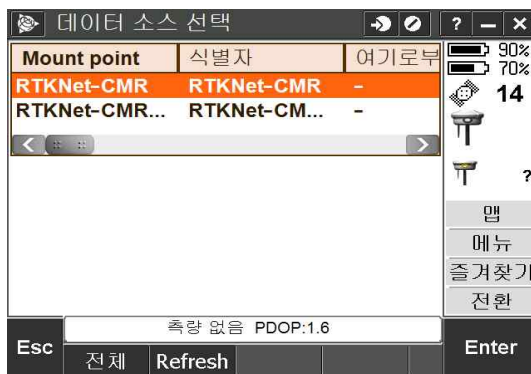 데이터 소스 선택
? – ×
Mount point 식별자 여기로부
90%
70%
RTKNet-CMR RTKNet-CMR -
14
RTKNet-CMR... RTKNet-CM... -
?
맵
메뉴
즐겨찾기
전환
측량 없음 PDOP:1.6
Esc 전체 Refresh Enter